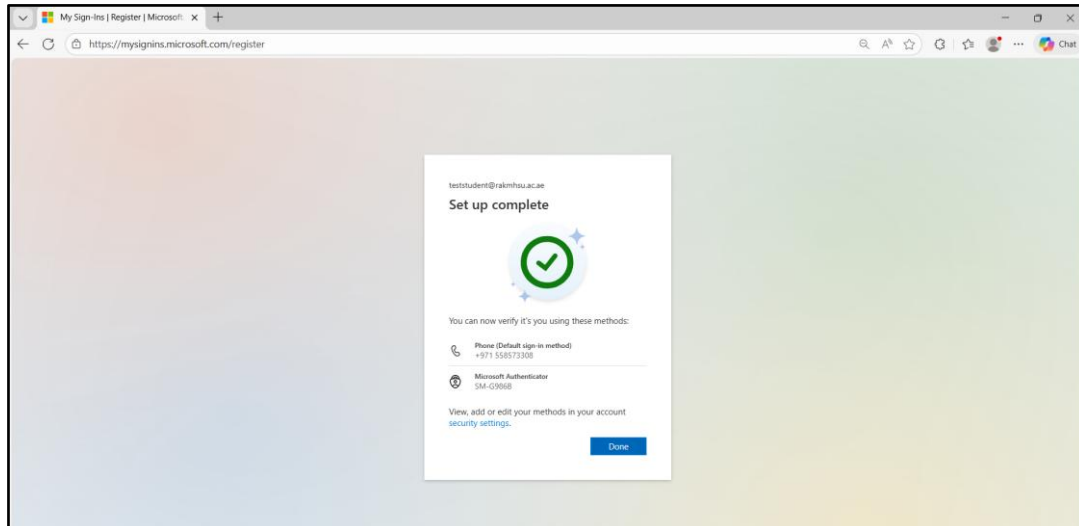 My Sign-Ins | Register | Microsoft
https://mysignins.microsoft.com/register
Chat
teststudent@rakmhsu.ac.ae
Set up complete
You can now verify it's you using these methods:
Phone (Default sign-in method)
+971 558573308
Microsoft Authenticator
SM-G986B
View, add or edit your methods in your account
security settings.
Done